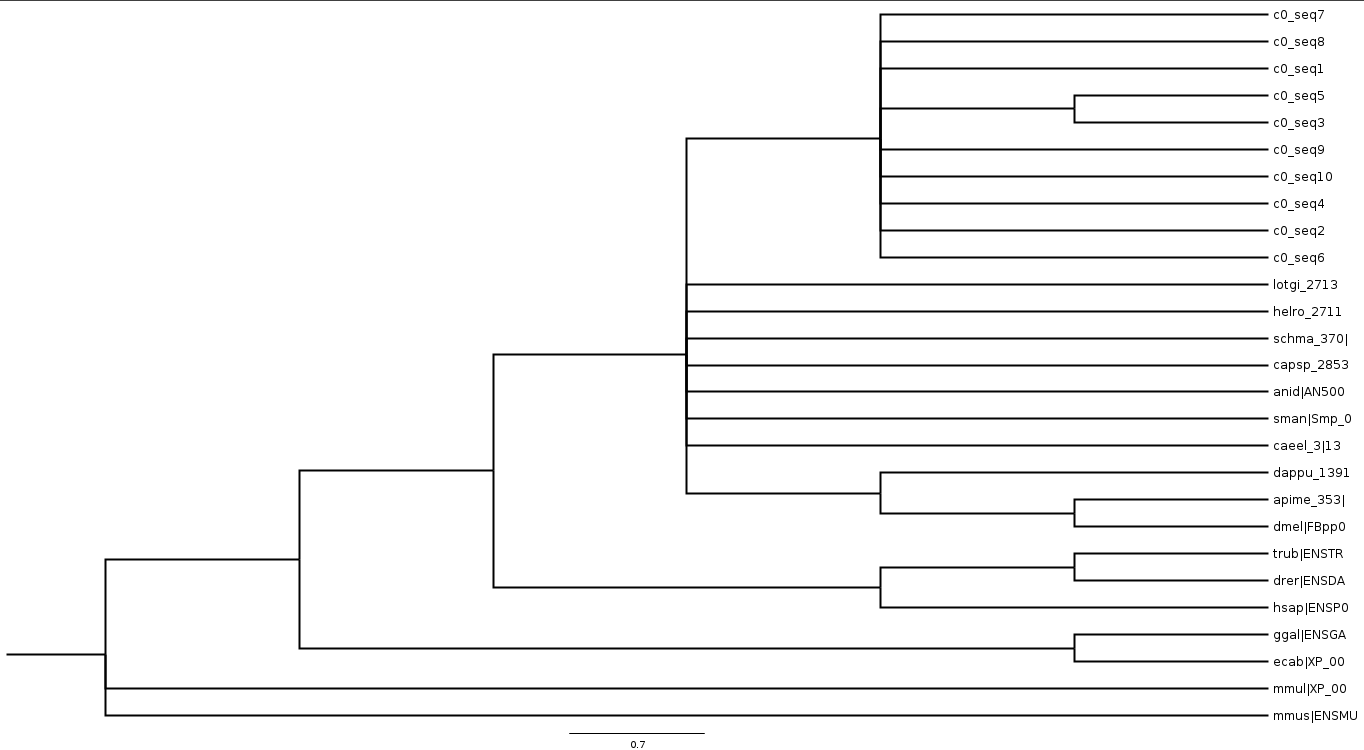 c0_seq7
c0_seq8
c0_seq1
c0_seq5
c0_seq3
c0_seq9
c0_seq10
c0_seq4
c0_seq2
c0_seq6
lotgi_2713
helro_2711
schma_370|
capsp_2853
anid|AN500
sman|Smp_0
caeel_3|13
dappu_1391
apime_353|
dmel|FBpp0
trub|ENSTR
drer|ENSDA
hsap|ENSP0
ggal|ENSGA
ecab|XP_00
mmul|XP_00
mmus|ENSMU
0.7